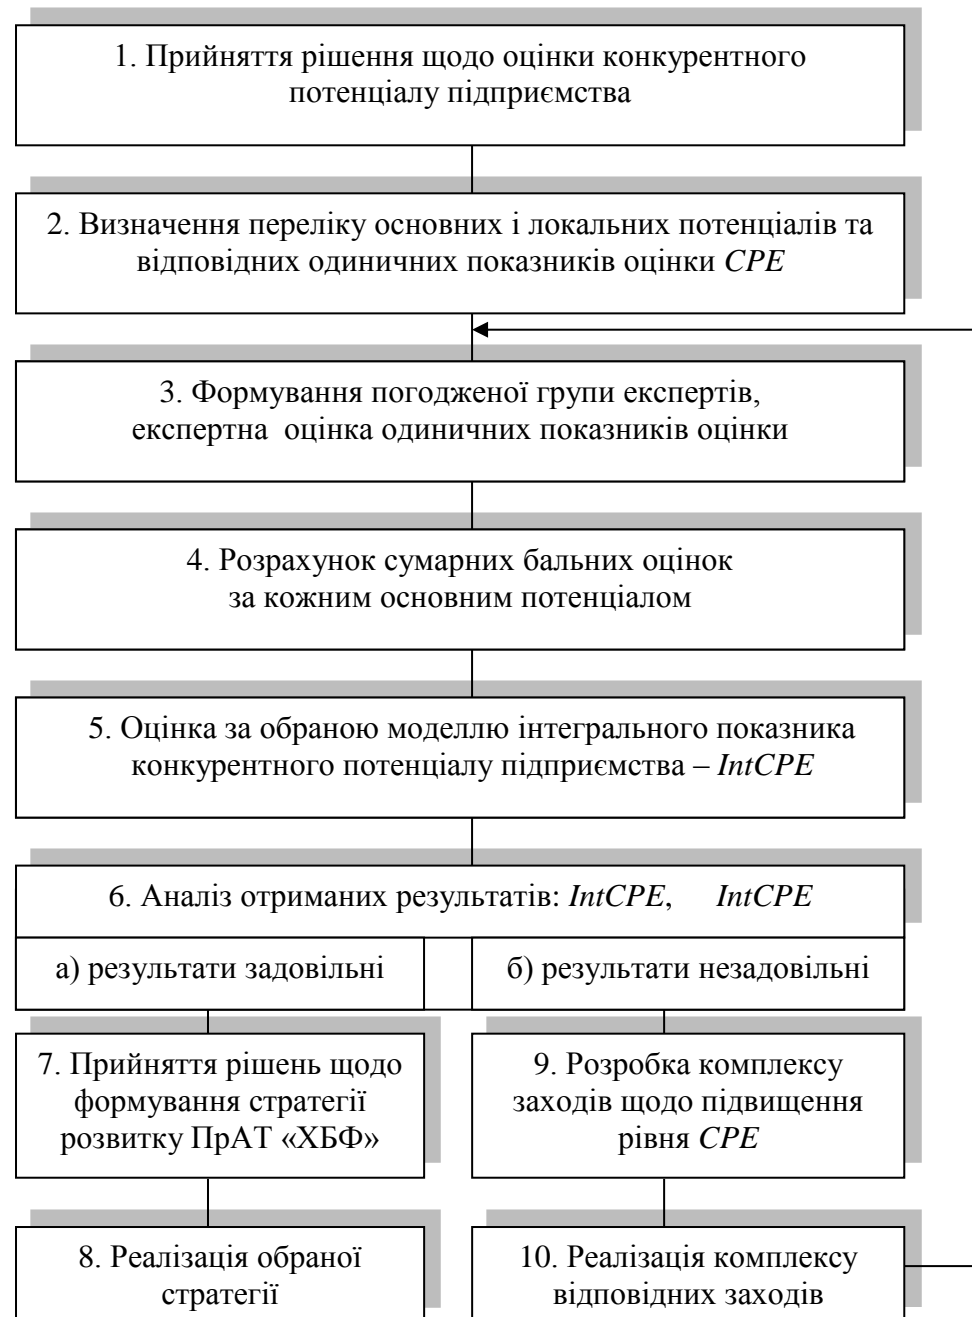 1. Прийняття рішення щодо оцінки конкурентного
потенціалу підприємства
2. Визначення переліку основних і локальних потенціалів та
відповідних одиничних показників оцінки CPE
3. Формування погодженої групи експертів,
експертна оцінка одиничних показників оцінки
4. Розрахунок сумарних бальних оцінок
за кожним основним потенціалом
5. Оцінка за обраною моделлю інтегрального показника
конкурентного потенціалу підприємства – IntCPE
6. Аналіз отриманих результатів: IntCPE, IntCPE
а) результати задовільні
б) результати незадовільні
7. Прийняття рішень щодо
формування стратегії
розвитку ПрАТ «ХБФ»
9. Розробка комплексу
заходів щодо підвищення
рівня CPE
8. Реалізація обраної
стратегії
10. Реалізація комплексу
відповідних заходів